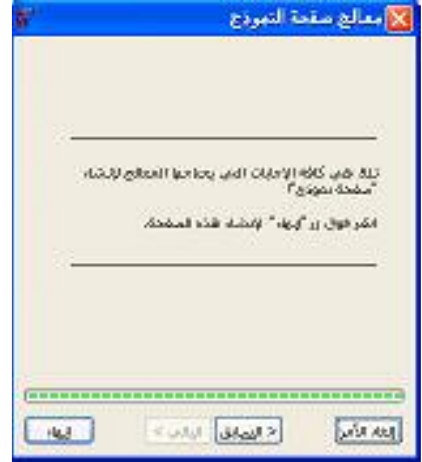 معالج صفحة النموذج
تلك هي كافة الإجابات التي يحتاجها المعالج لإنشاء
"صفحة نموذج"؟
انقر فوق زر "إنهاء" لإنشاء هذه الصفحة.
إلغاء الأمر
< السابق
التالي >
إنهاء